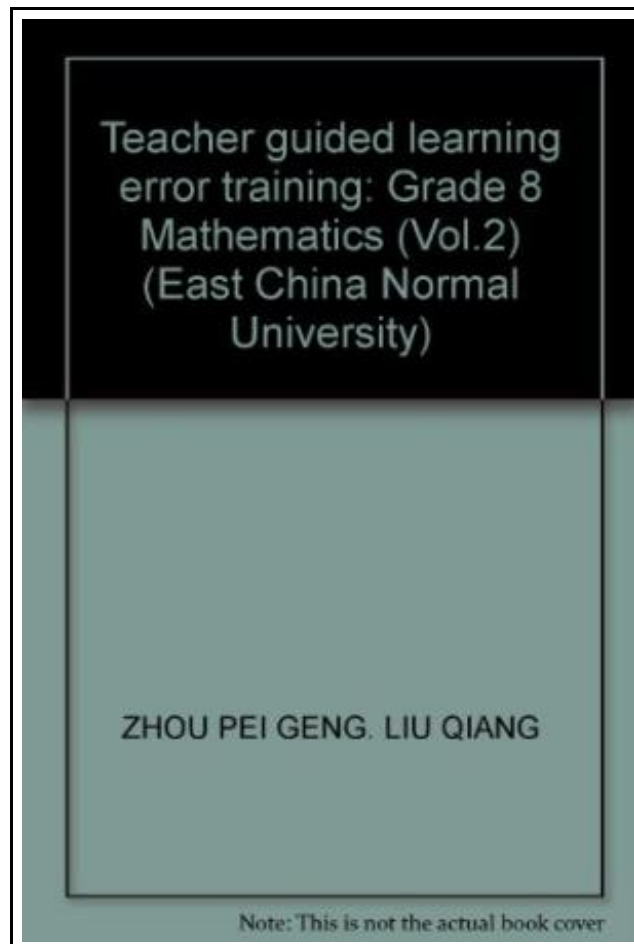 Teacher guided learning
error training: Grade 8
Mathematics (Vol.2)
(East China Normal
University)
ZHOU PEI GENG. LIU QIANG
Note: This is not the actual book cover